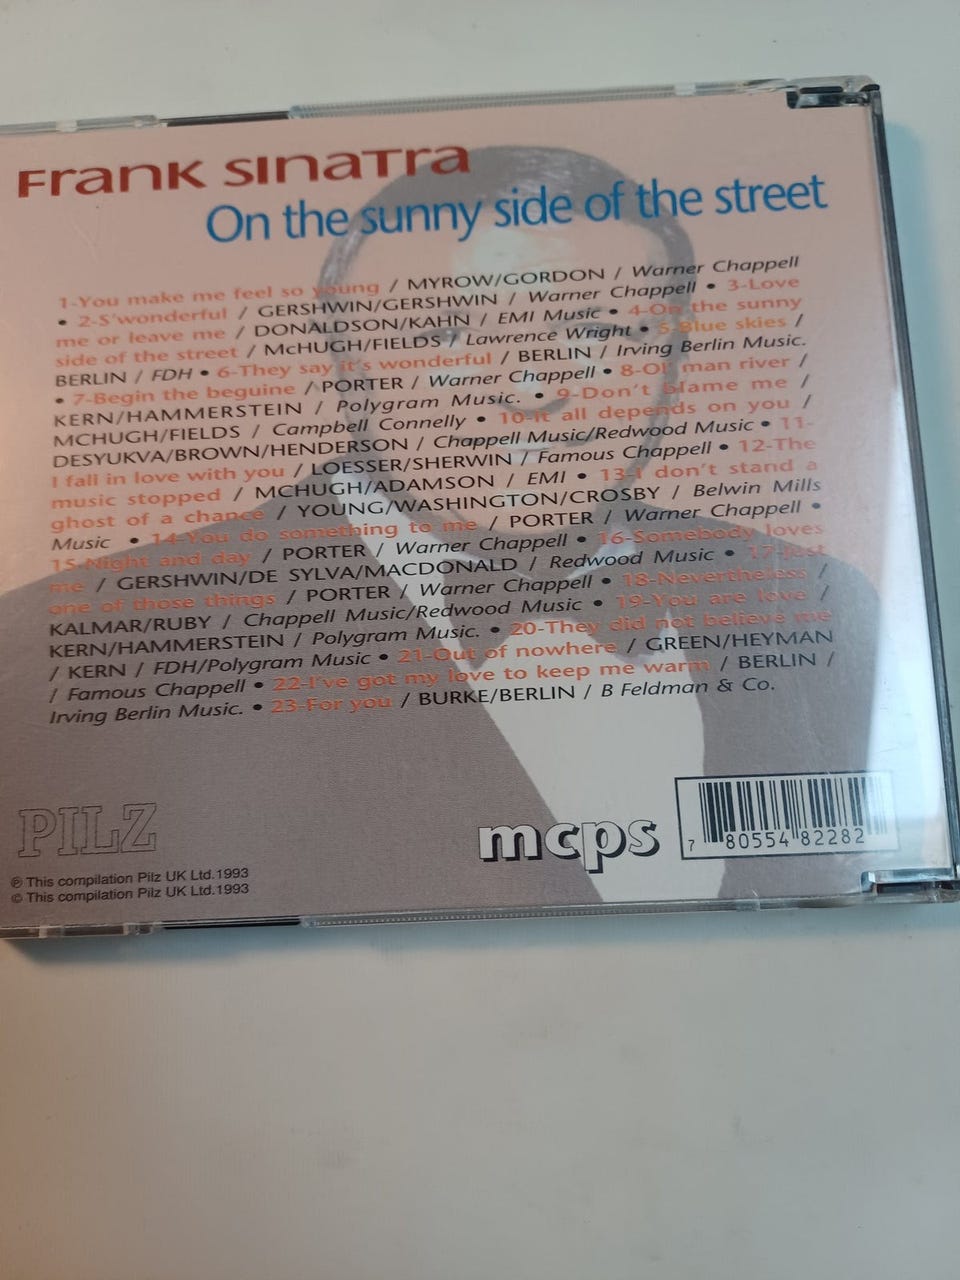 Frank Sinatra
On the sunny side of the street
1-You make me feel so young / MYROW/GORDON / Warner Chappell
• 2-S'wonderful / GERSHWIN/GERSHWIN / Warner Chappell • 3-Love
me or leave me / DONALDSON/KAHN / EMI Music • 4-On the sunny
side of the street / McHUGH/FIELDS / Lawrence Wright • 5-Blue skies /
BERLIN / FDH • 6-They say it's wonderful / BERLIN / Irving Berlin Music.
• 7-Begin the beguine / PORTER / Warner Chappell • 8-Ol' man river /
KERN/HAMMERSTEIN / Polygram Music. • 9-Don't blame me /
MCHUGH/FIELDS / Campbell Connelly • 10-It all depends on you /
DESYUKVA/BROWN/HENDERSON / Chappell Music/Redwood Music • 11-
I fall in love with you / LOESSER/SHERWIN / Famous Chappell • 12-The
music stopped / MCHUGH/ADAMSON / EMI • 13-I don't stand a
ghost of a chance / YOUNG/WASHINGTON/CROSBY / Belwin Mills
Music • 14-You do something to me / PORTER / Warner Chappell •
15-Night and day / PORTER / Warner Chappell • 16-Somebody loves
me / GERSHWIN/DE SYLVA/MACDONALD / Redwood Music • 17-Just
one of those things / PORTER / Warner Chappell • 18-Nevertheless /
KALMAR/RUBY / Chappell Music/Redwood Music • 19-You are love /
KERN/HAMMERSTEIN / Polygram Music. • 20-They did not believe me
/ KERN / FDH/Polygram Music • 21-Out of nowhere / GREEN/HEYMAN
/ Famous Chappell • 22-I've got my love to keep me warm / BERLIN /
Irving Berlin Music. • 23-For you / BURKE/BERLIN / B Feldman & Co.
PILZ
mcps
7 80554 82282
℗ This compilation Pilz UK Ltd.1993
© This compilation Pilz UK Ltd.1993